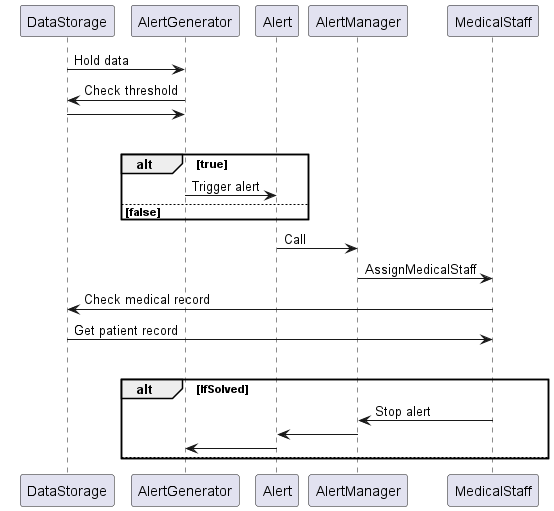 DataStorage AlertGenerator Alert AlertManager MedicalStaff
Hold data
Check threshold
alt [true]
Trigger alert
[false]
Call
AssignMedicalStaff
Check medical record
Get patient record
alt [IfSolved]
Stop alert
DataStorage AlertGenerator Alert AlertManager MedicalStaff